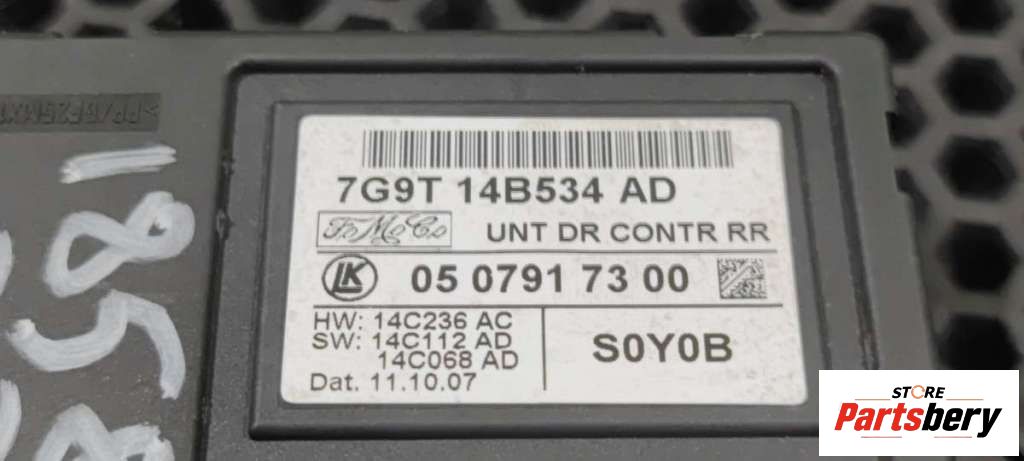 7G9T 14B534 AD
FoMoCo UNT DR CONTR RR
LK 05 0791 73 00
HW: 14C236 AC
SW: 14C112 AD
14C068 AD
Dat. 11.10.07
S0Y0B
185
STORE
Partsbery